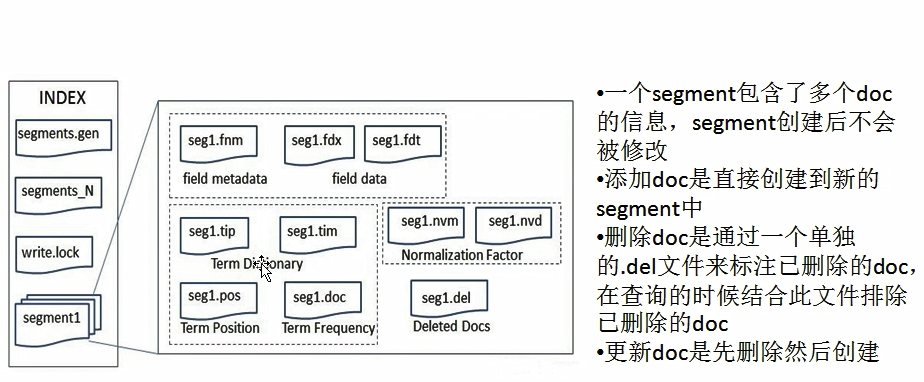 INDEX
segments.gen
segments_N
write.lock
segment1
seg1.fnm
seg1.fdx
seg1.fdt
field metadata
field data
seg1.tip
seg1.tim
Term Dictionary
seg1.pos
seg1.doc
Term Position
Term Frequency
seg1.nvm
seg1.nvd
Normalization Factor
seg1.del
Deleted Docs
•一个segment包含了多个doc
的信息，segment创建后不会
被修改
•添加doc是直接创建到新的
segment中
•删除doc是通过一个单独
的.del文件来标注已删除的doc，
在查询的时候结合此文件排除
已删除的doc
•更新doc是先删除然后创建